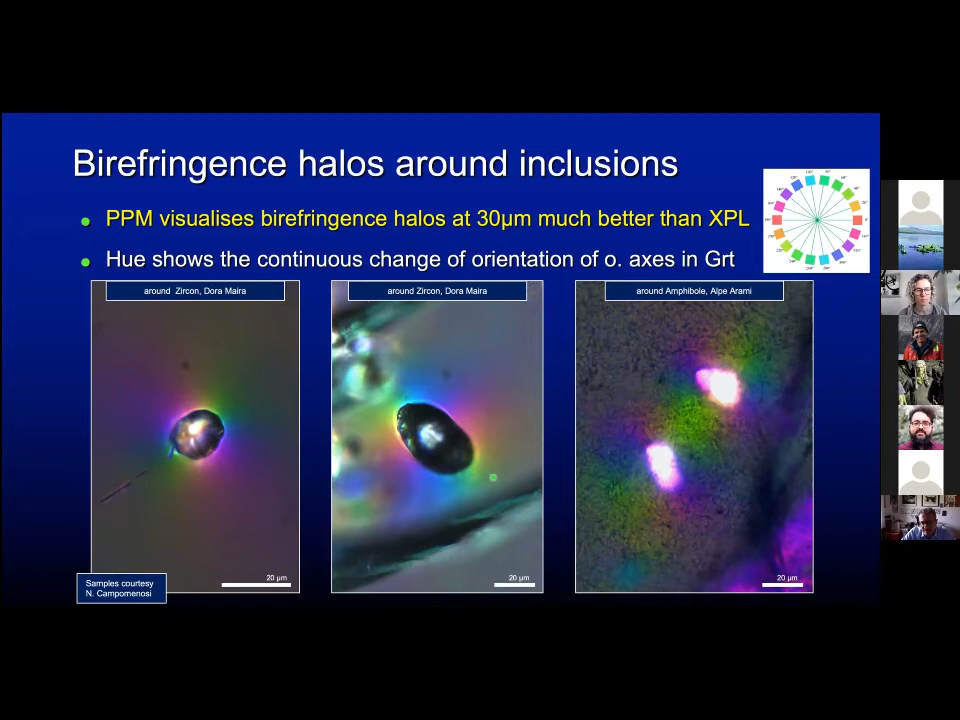 Birefringence halos around inclusions
PPM visualises birefringence halos at 30µm much better than XPL
Hue shows the continuous change of orientation of o. axes in Grt
around Zircon, Dora Maira
around Zircon, Dora Maira
around Amphibole, Alpe Arami
20 µm
20 µm
20 µm
Samples courtesy
N. Campomenosi